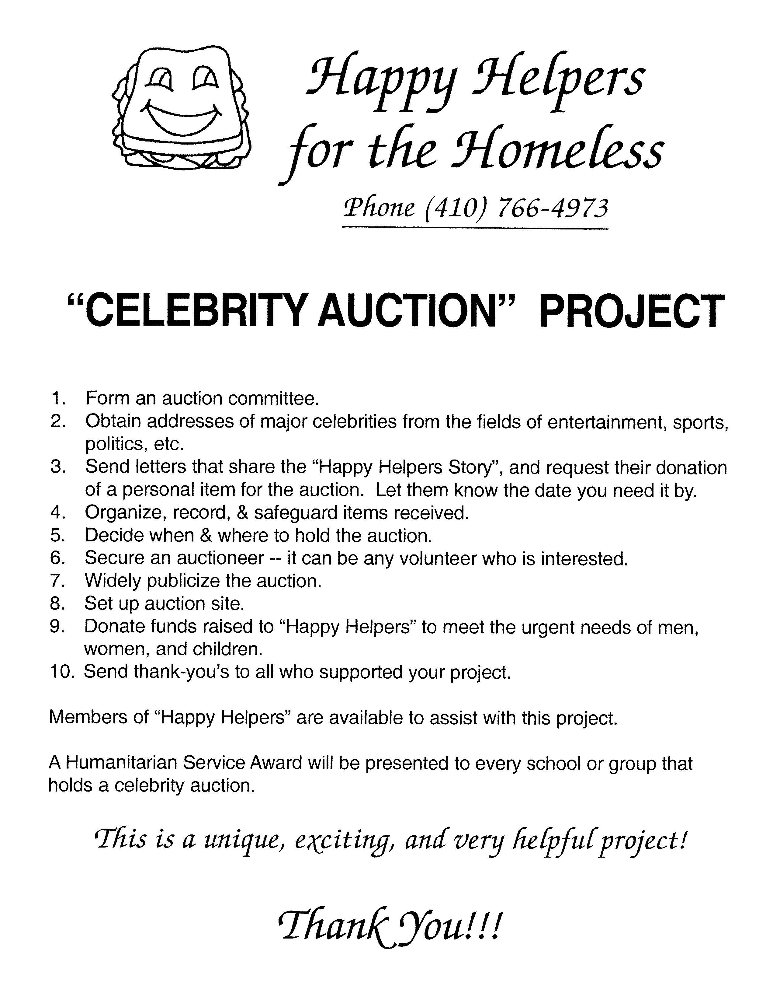 Happy Helpers
for the Homeless
Phone (410) 766-4973
“CELEBRITY AUCTION” PROJECT
1. Form an auction committee.
2. Obtain addresses of major celebrities from the fields of entertainment, sports,
politics, etc.
3. Send letters that share the “Happy Helpers Story”, and request their donation
of a personal item for the auction. Let them know the date you need it by.
4. Organize, record, & safeguard items received.
5. Decide when & where to hold the auction.
6. Secure an auctioneer -- it can be any volunteer who is interested.
7. Widely publicize the auction.
8. Set up auction site.
9. Donate funds raised to “Happy Helpers” to meet the urgent needs of men,
women, and children.
10. Send thank-you’s to all who supported your project.
Members of “Happy Helpers” are available to assist with this project.
A Humanitarian Service Award will be presented to every school or group that
holds a celebrity auction.
This is a unique, exciting, and very helpful project!
Thank You!!!